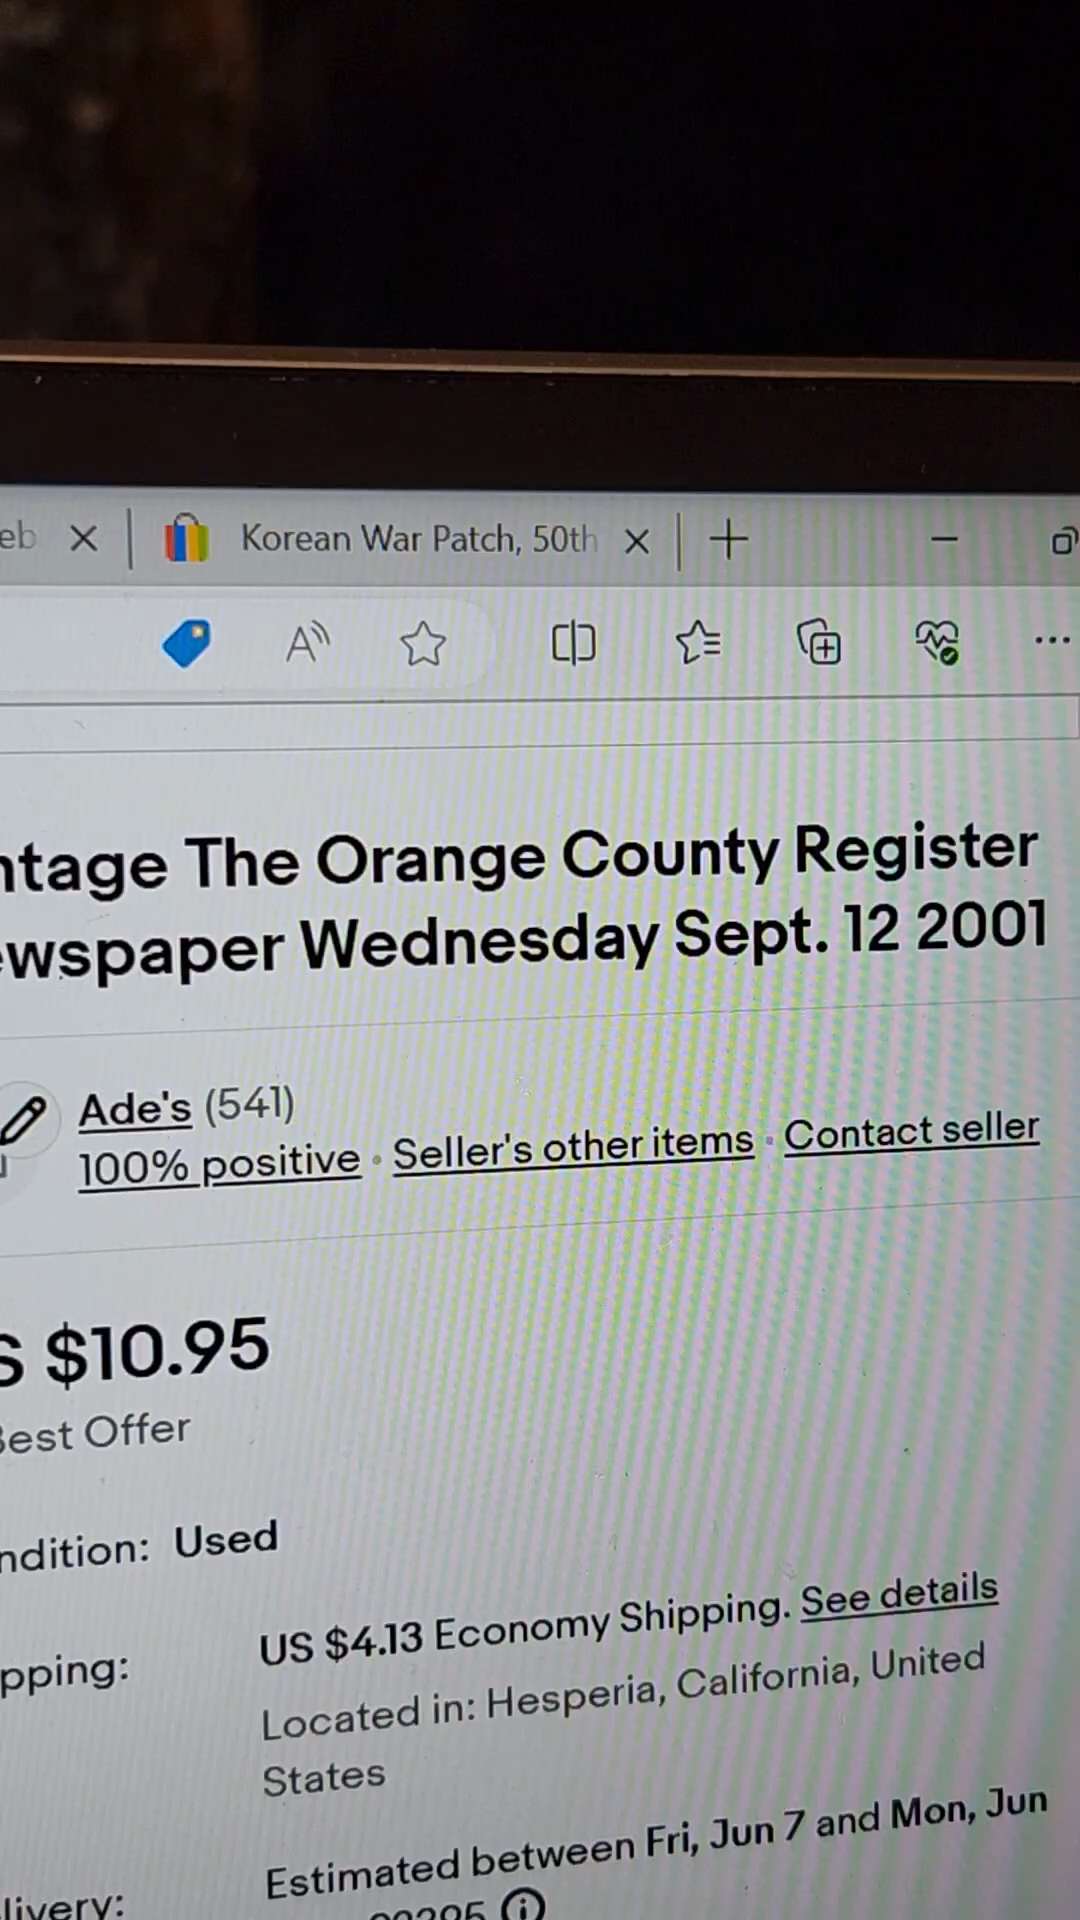 eb
Korean War Patch, 50th
ntage The Orange County Register
ewspaper Wednesday Sept. 12 2001
Ade's (541)
100% positive · Seller's other items · Contact seller
S $10.95
Best Offer
ndition: Used
pping: US $4.13 Economy Shipping. See details
Located in: Hesperia, California, United
States
livery: Estimated between Fri, Jun 7 and Mon, Jun